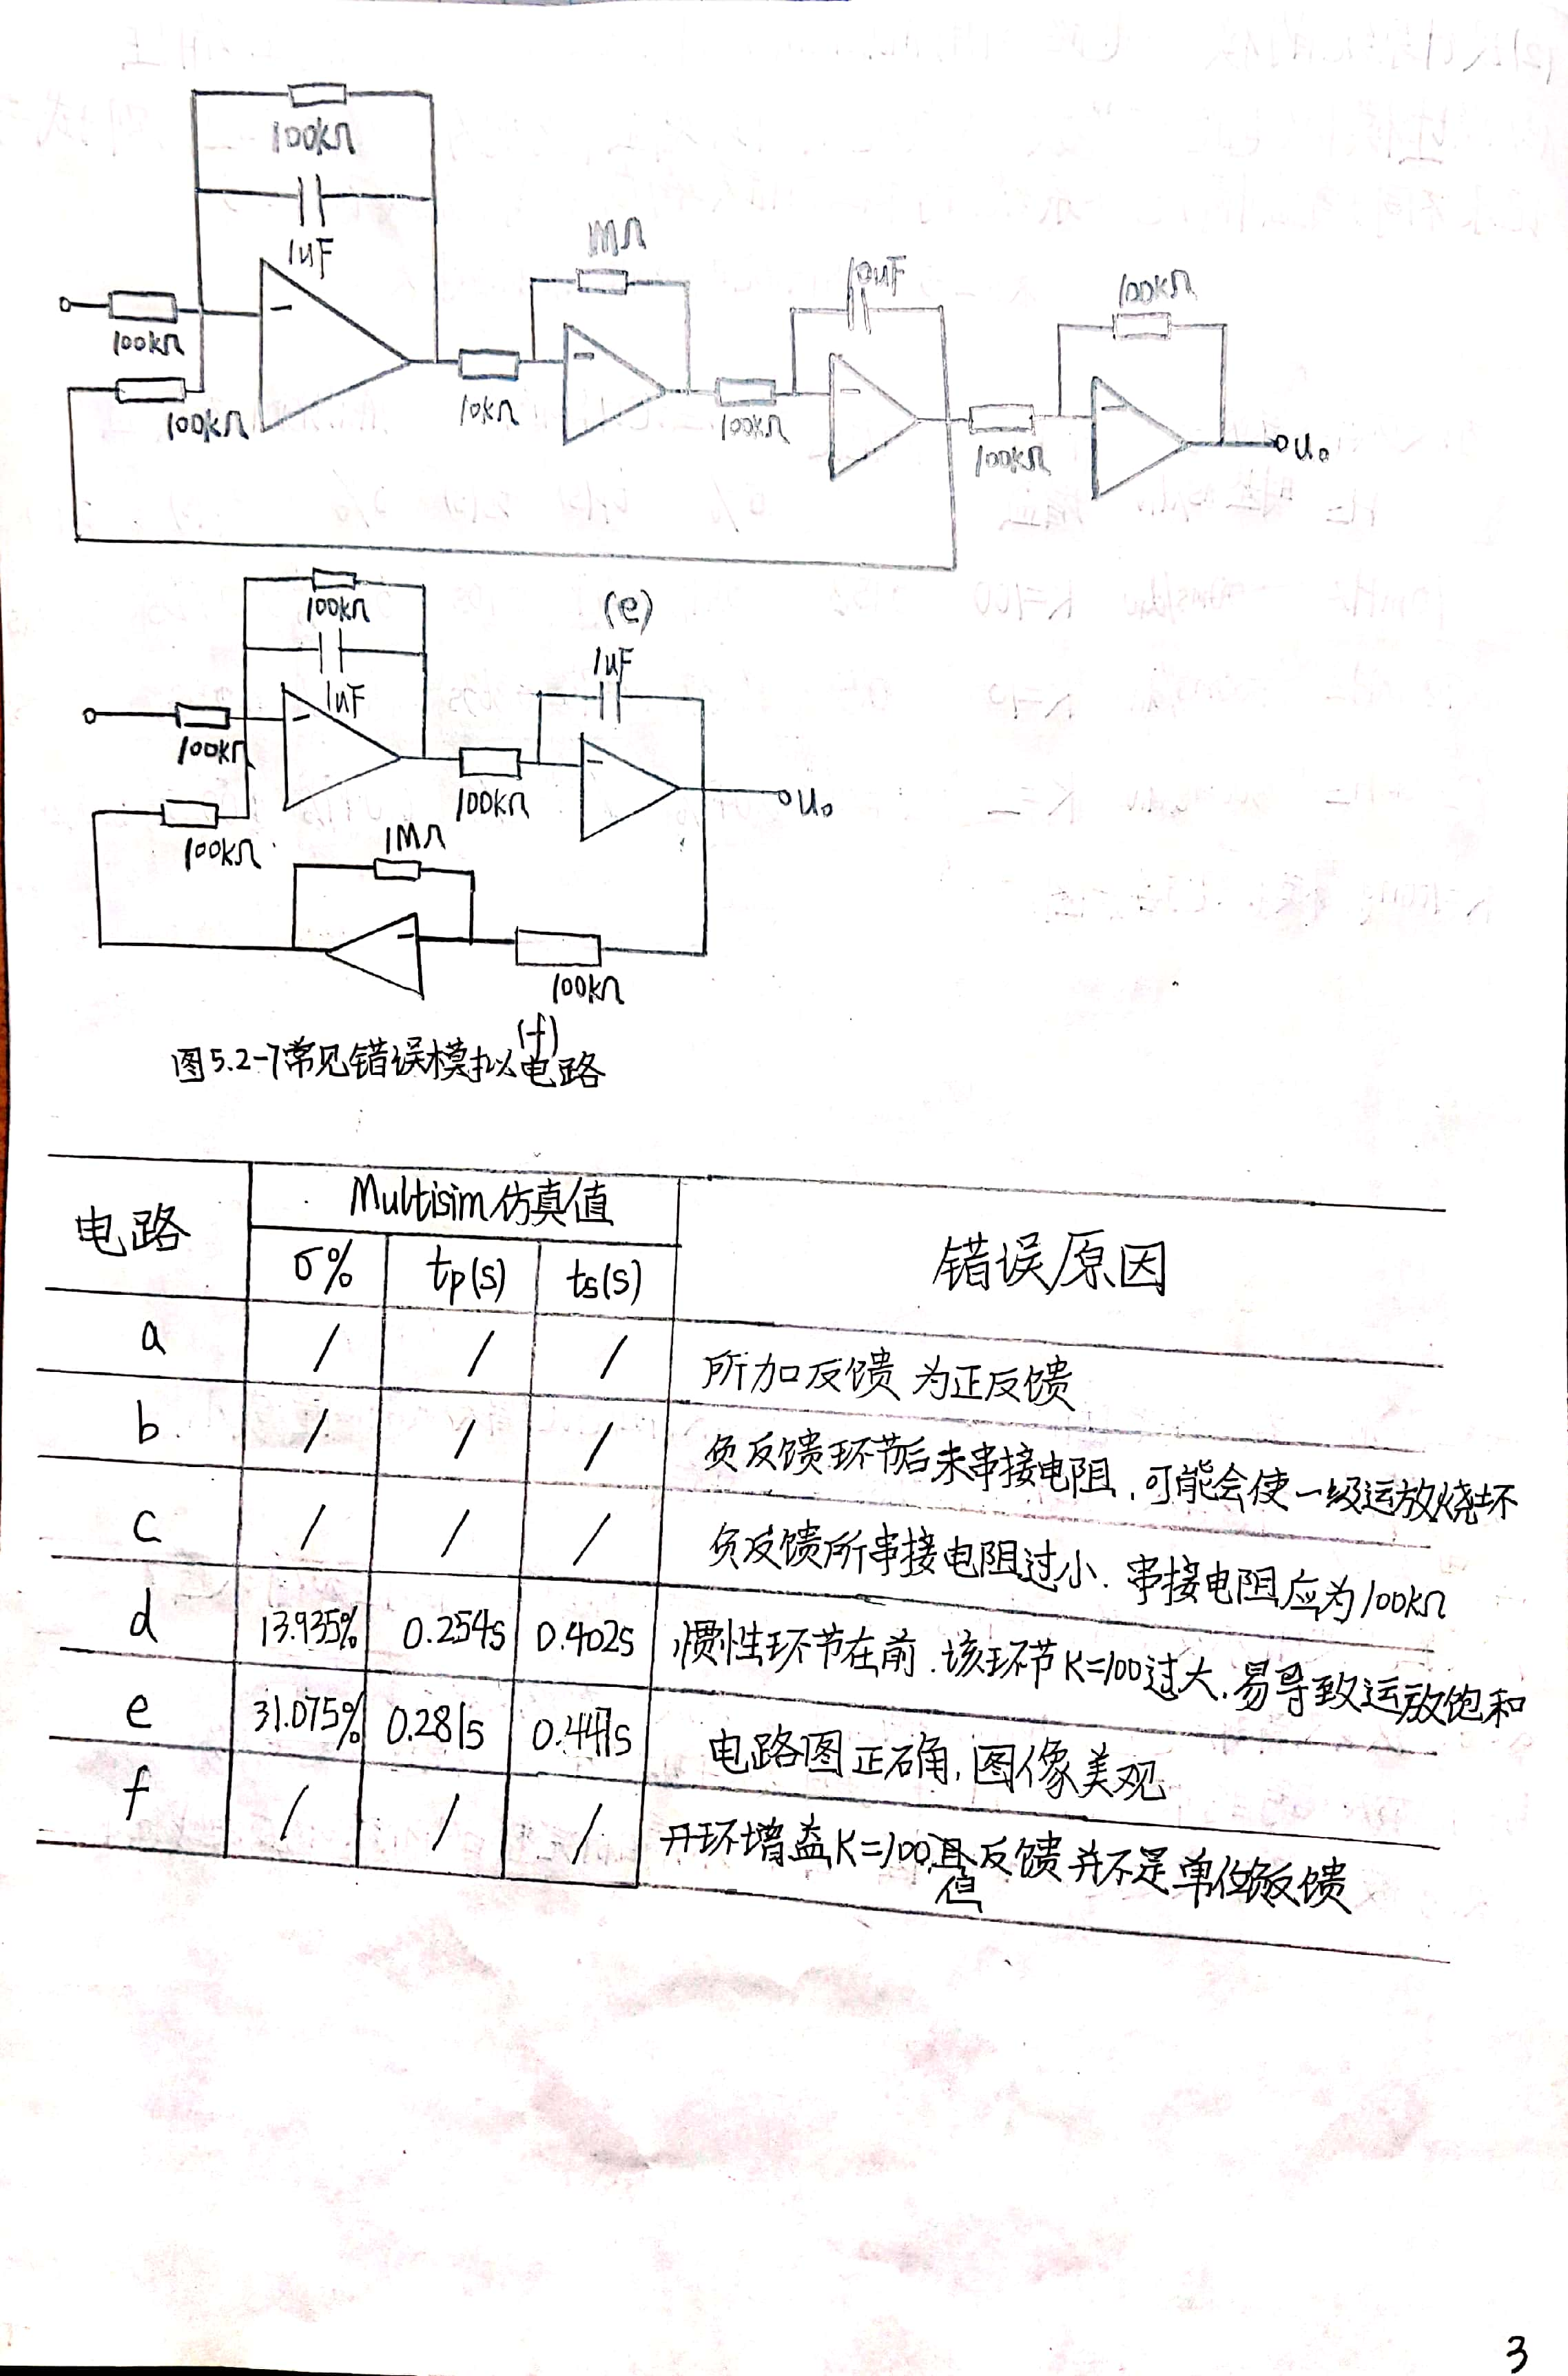 100kΩ
1uF
1MΩ
10uF
100kΩ
100kΩ
100kΩ
10kΩ
100kΩ
100kΩ
u₀
(e)
100kΩ
1uF
1uF
100kΩ
100kΩ
u₀
100kΩ
1MΩ
100kΩ
(f)
图5.2-7常见错误模拟电路
电路 Multisim仿真值 错误原因
σ% tp(s) ts(s)
a / / / 所加反馈为正反馈
b / / / 负反馈环节后未串接电阻,可能会使一级运放烧坏
c / / / 负反馈所串接电阻过小.串接电阻应为100kΩ
d 13.935% 0.254s 0.402s 惯性环节在前.该环节K=100过大,易导致运放饱和
e 31.075% 0.281s 0.441s 电路图正确,图像美观
f / / / 开环增益K=100,但反馈并不是单位负反馈
3